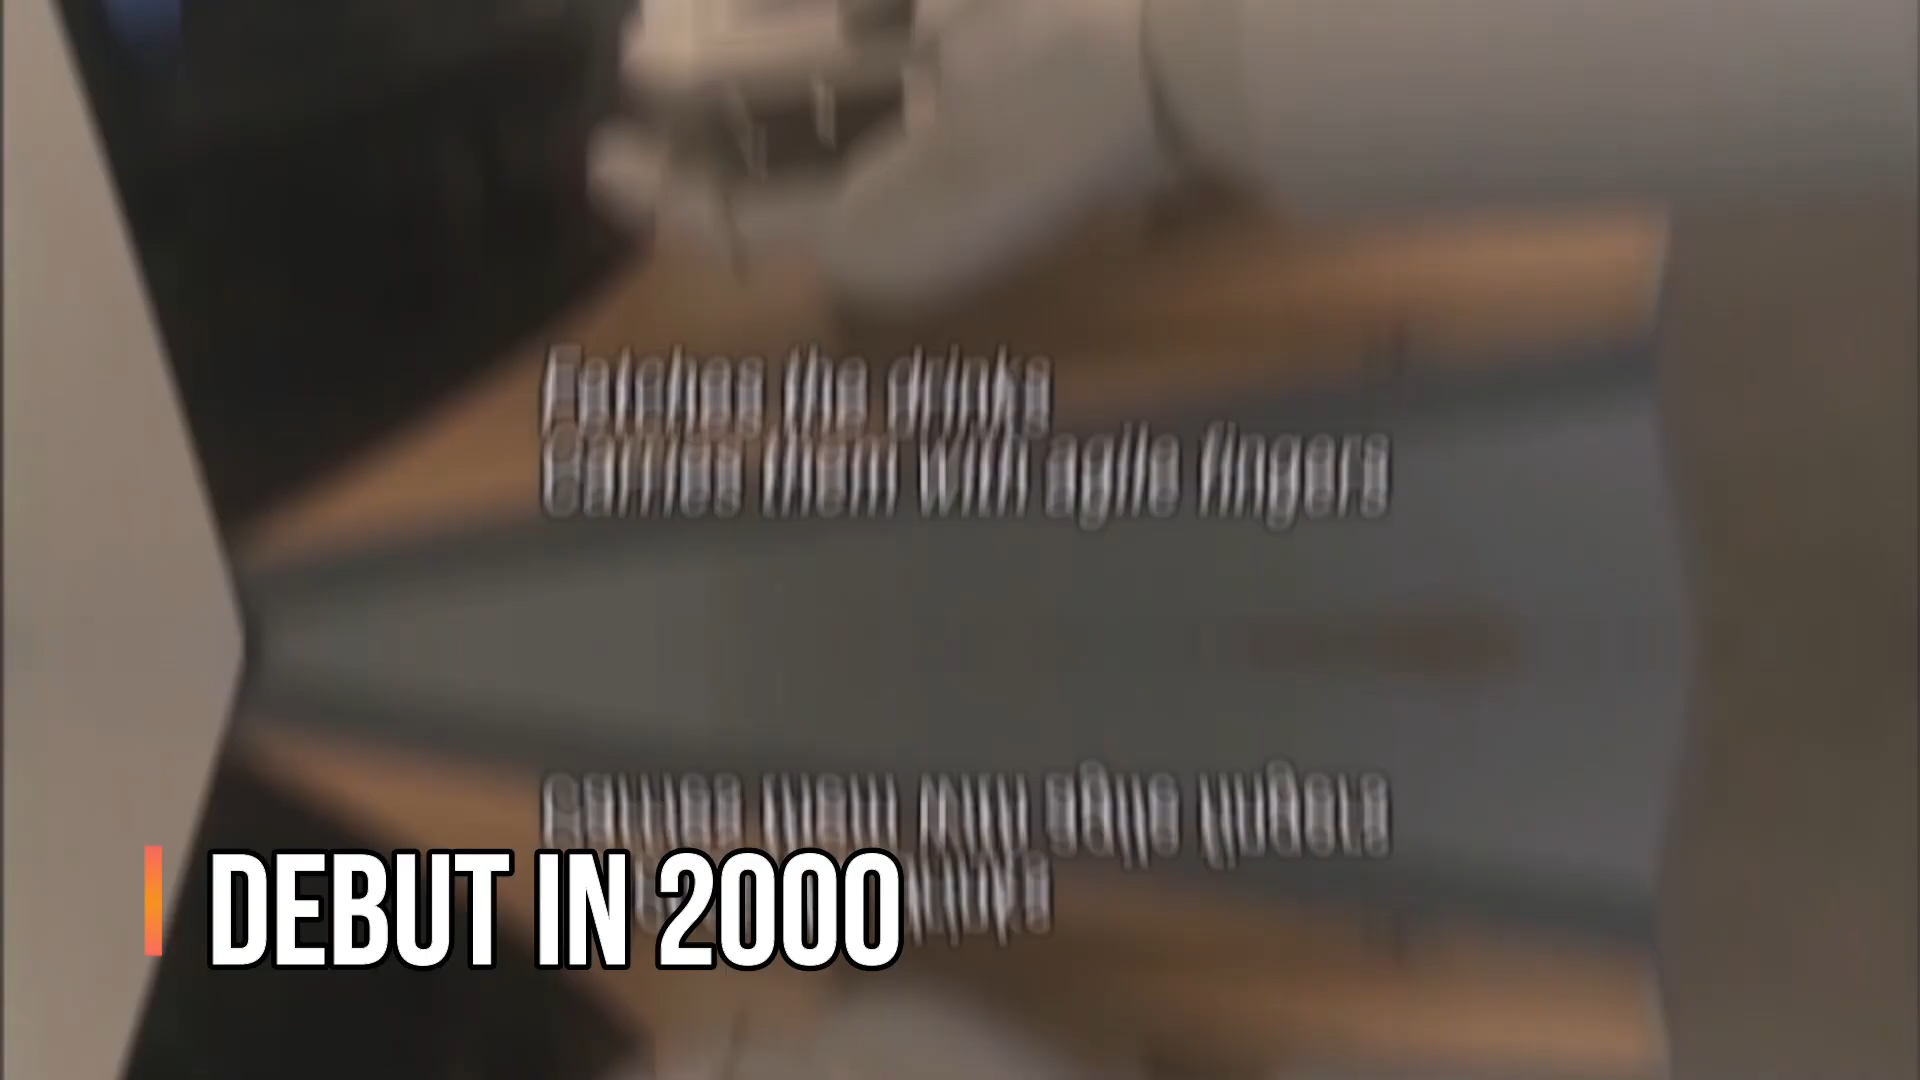 Fetches the drinks
Carries them with agile fingers
DEBUT IN 2000